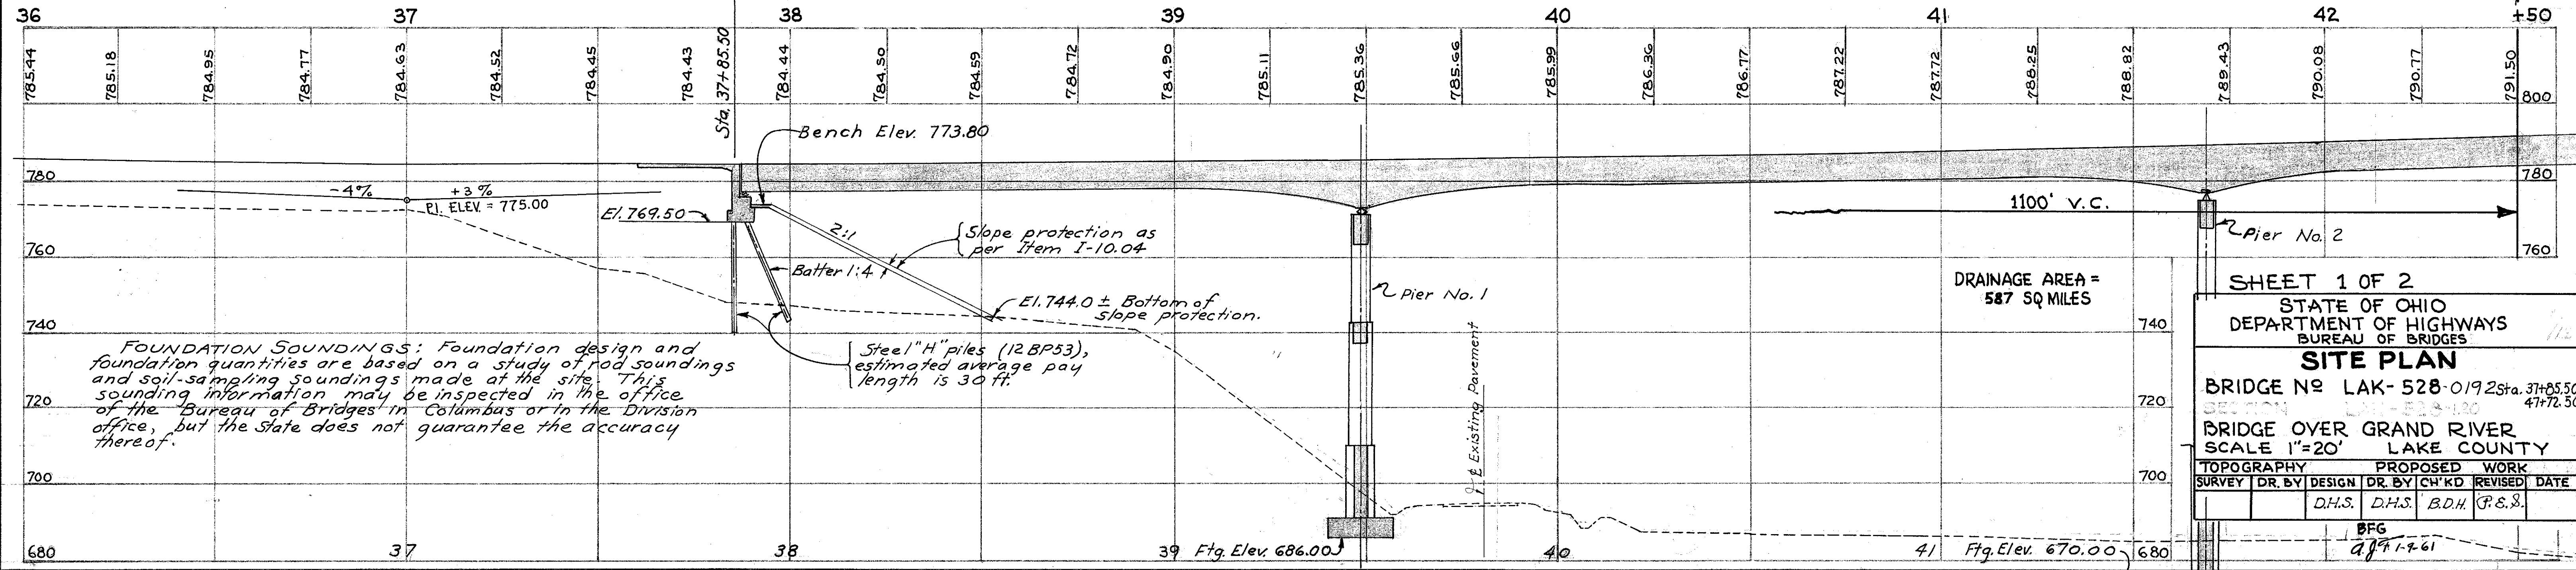 36 37 38 39 40 41 42 +50
785.44 785.18 784.95 784.77 784.63 784.52 784.45 784.43 Sta. 37+85.50 784.44 784.50 784.59 784.72 784.90 785.11 785.36 785.66 785.99 786.36 786.77 787.22 787.72 788.25 788.82 789.43 790.08 790.77 791.50
800
Bench Elev. 773.80
780
-4% +3%
P.I. ELEV. = 775.00
El. 769.50
2:1
Slope protection as
per Item I-10.04
1100' V.C.
780
Pier No. 2
760
Batter 1:4
760
El. 744.0 ± Bottom of
slope protection.
Pier No. 1
DRAINAGE AREA =
587 SQ MILES
740
740
FOUNDATION SOUNDINGS: Foundation design and
foundation quantities are based on a study of rod soundings
and soil-sampling soundings made at the site. This
sounding information may be inspected in the office
of the Bureau of Bridges in Columbus or in the Division
office, but the State does not guarantee the accuracy
thereof.
Steel "H" piles (12 BP53),
estimated average pay
length is 30 ft.
720
720
700
700
℄ Existing Pavement
680 37 38 39
Ftg. Elev. 686.00
40 41
Ftg. Elev. 670.00
680
SHEET 1 OF 2
STATE OF OHIO
DEPARTMENT OF HIGHWAYS
BUREAU OF BRIDGES
SITE PLAN
BRIDGE Nº LAK-528-0192 Sta. 37+85.50
47+72.50
BRIDGE OVER GRAND RIVER
SCALE 1"=20' LAKE COUNTY
TOPOGRAPHY PROPOSED WORK
SURVEY DR. BY DESIGN DR. BY CH'KD REVISED DATE
D.H.S. D.H.S. B.D.H. P.E.S.
BFG
1-9-61